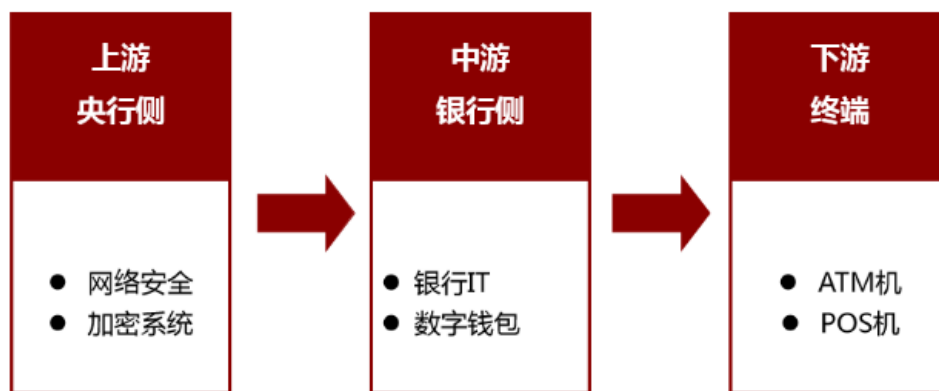 上游
央行侧
● 网络安全
● 加密系统
中游
银行侧
● 银行IT
● 数字钱包
下游
终端
● ATM机
● POS机